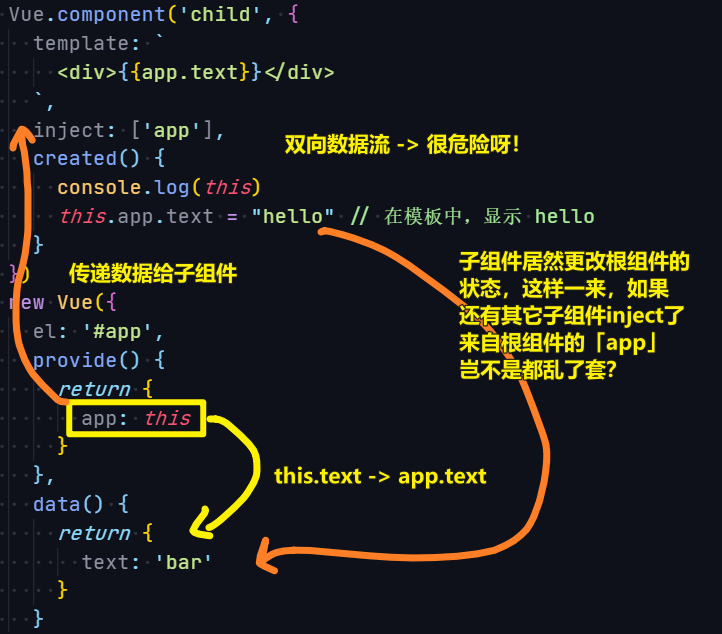 Vue.component('child', {
template: `
<div>{{app.text}}</div>
`,
inject: ['app'],
双向数据流 -> 很危险呀！
created() {
console.log(this)
this.app.text = "hello" // 在模板中，显示 hello
}
})
传递数据给子组件
子组件居然更改根组件的
状态，这样一来，如果
还有其它子组件inject了
来自根组件的「app」
岂不是都乱了套？
new Vue({
el: '#app',
provide() {
return {
app: this
}
},
this.text -> app.text
data() {
return {
text: 'bar'
}
}